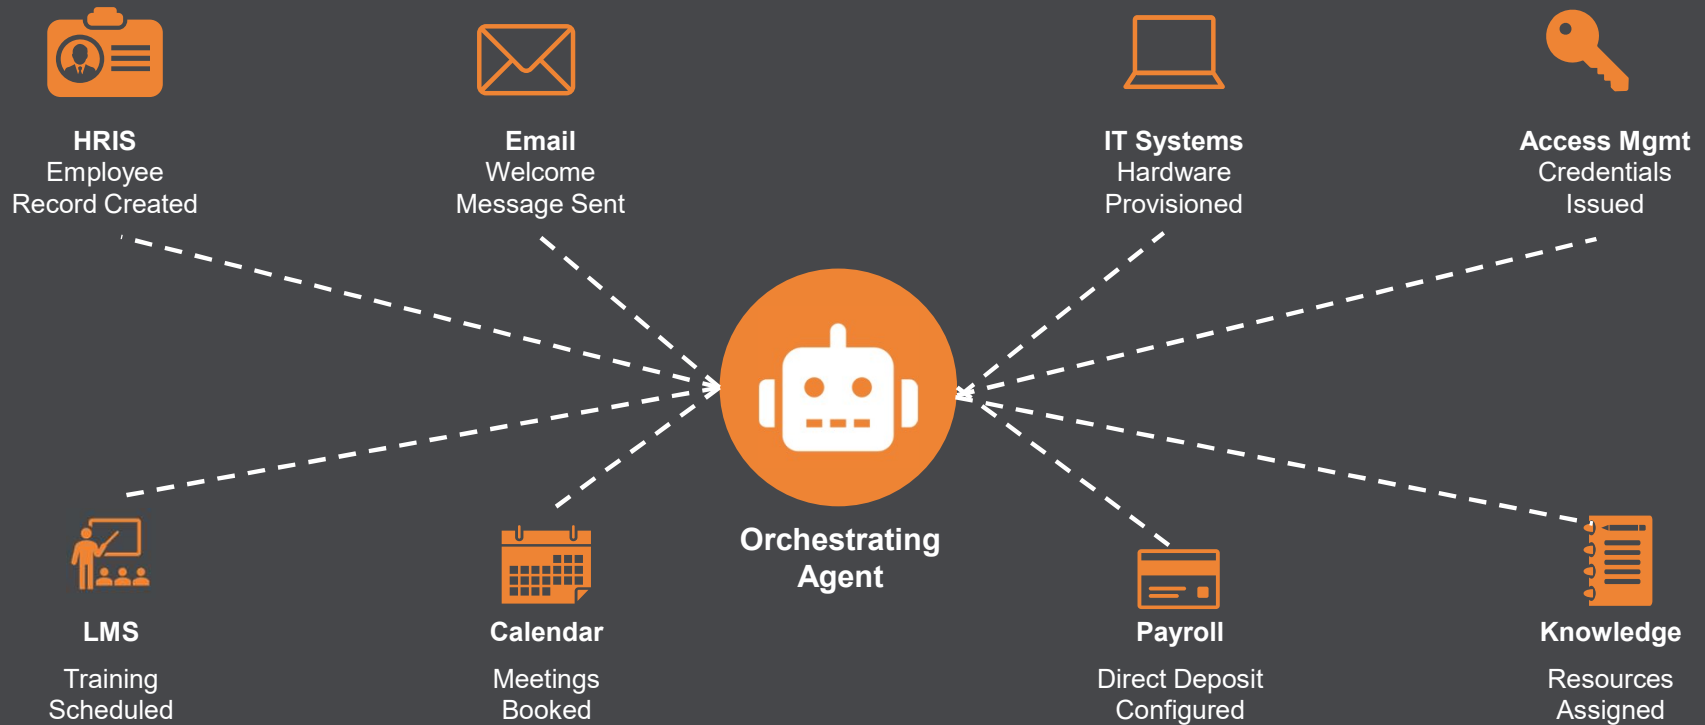 HRIS
Employee
Record Created
Email
Welcome
Message Sent
IT Systems
Hardware
Provisioned
Access Mgmt
Credentials
Issued
Orchestrating
Agent
LMS
Training
Scheduled
Calendar
Meetings
Booked
Payroll
Direct Deposit
Configured
Knowledge
Resources
Assigned